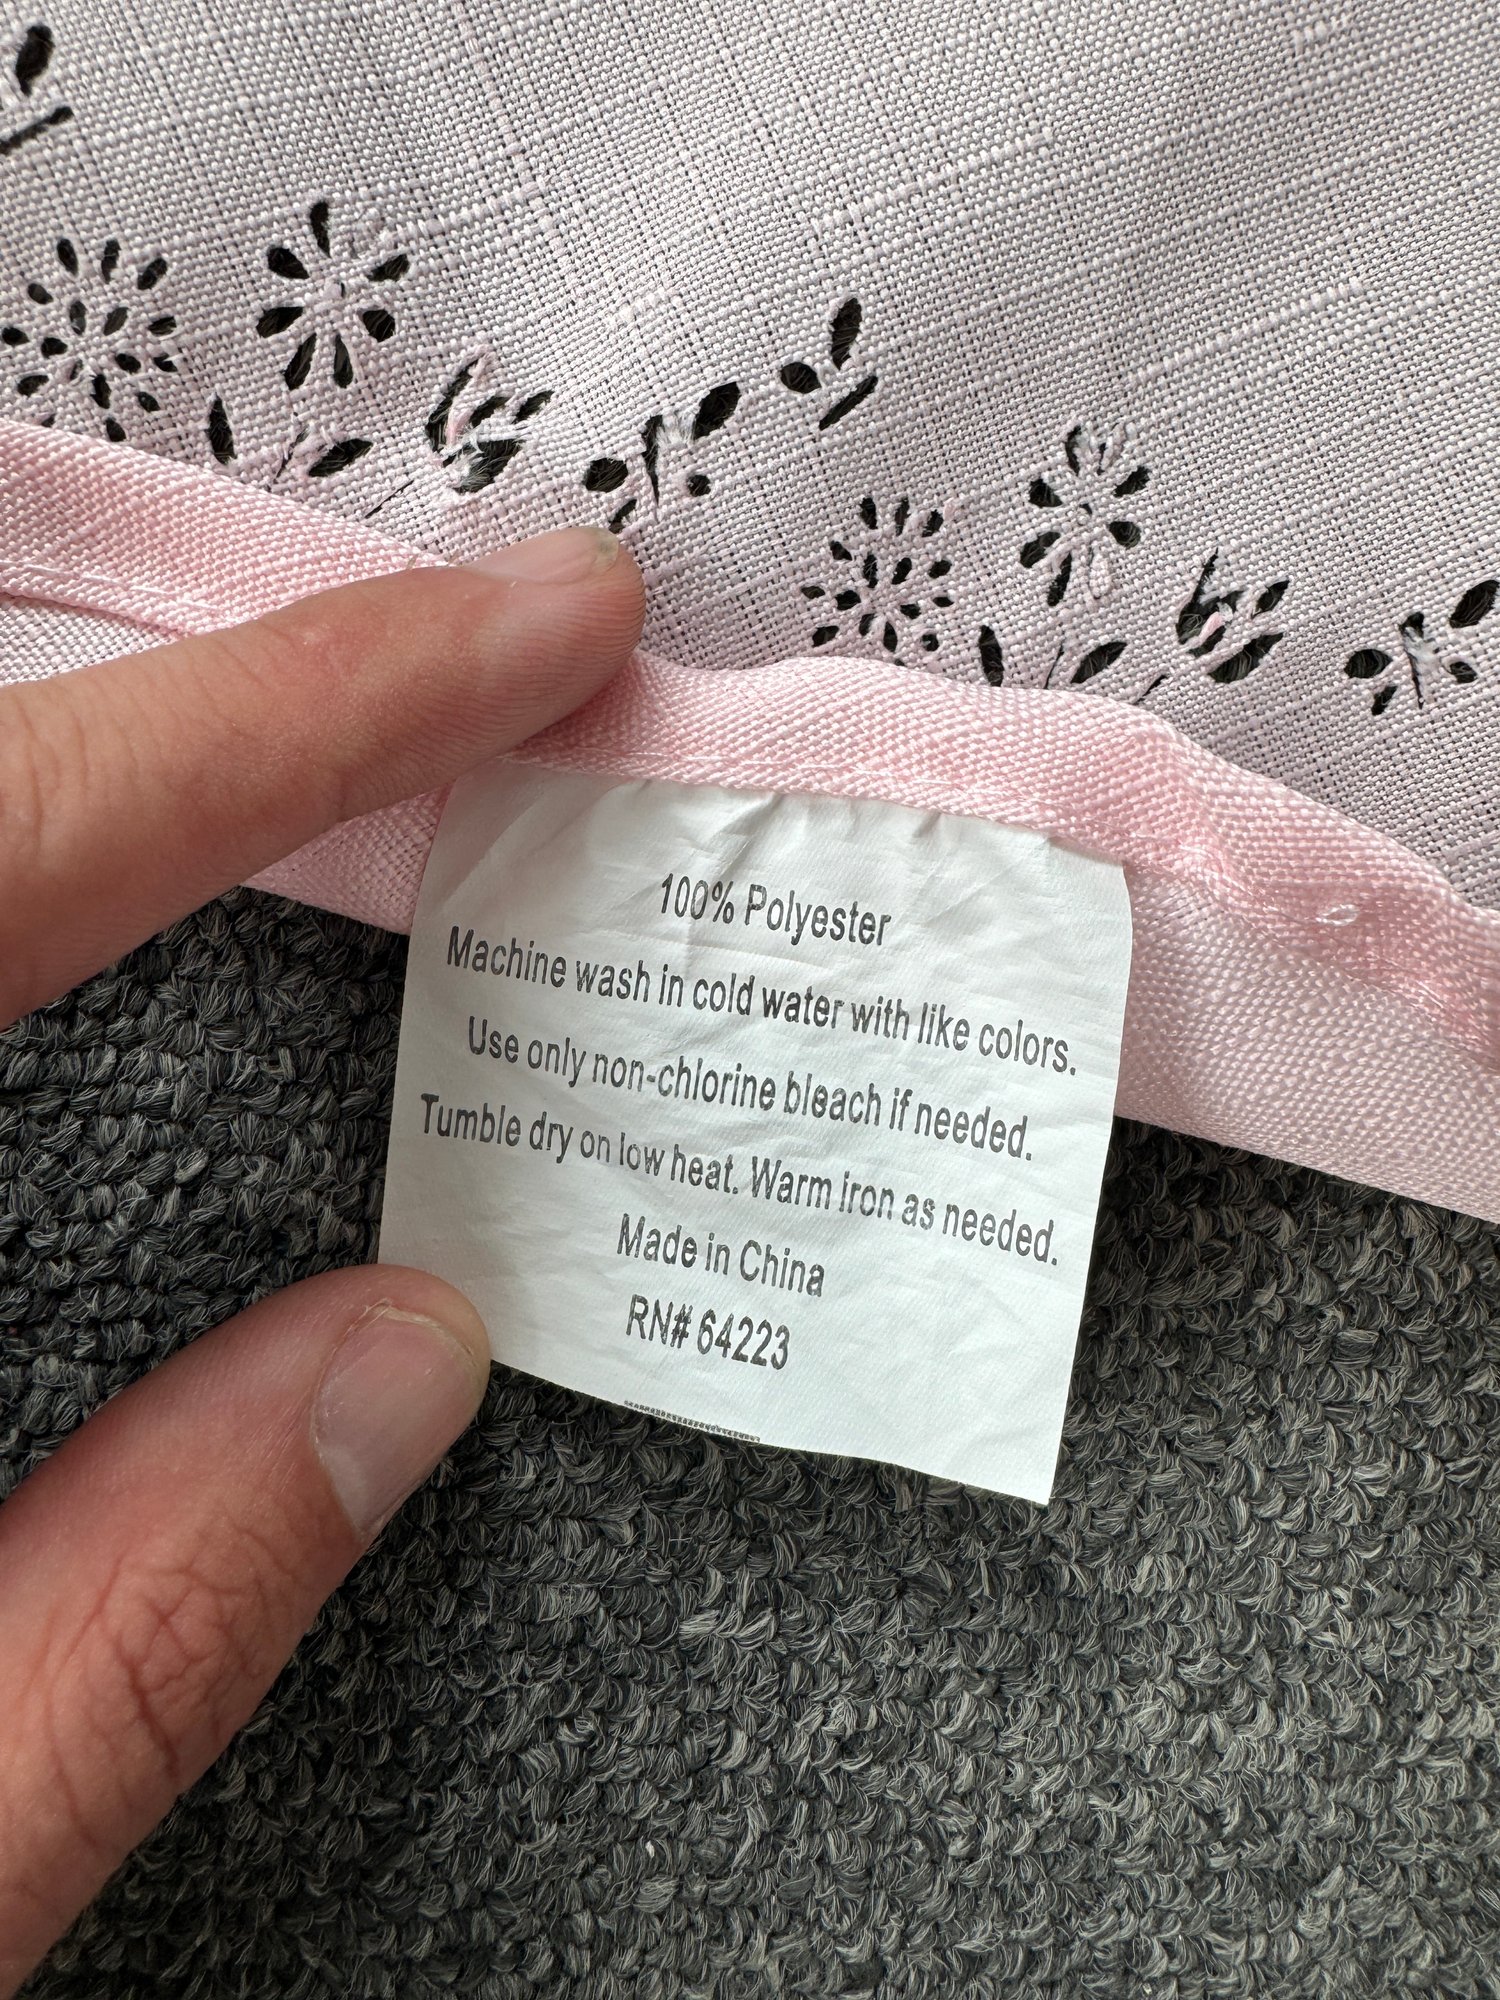 100% Polyester
Machine wash in cold water with like colors.
Use only non-chlorine bleach if needed.
Tumble dry on low heat. Warm iron as needed.
Made in China
RN# 64223